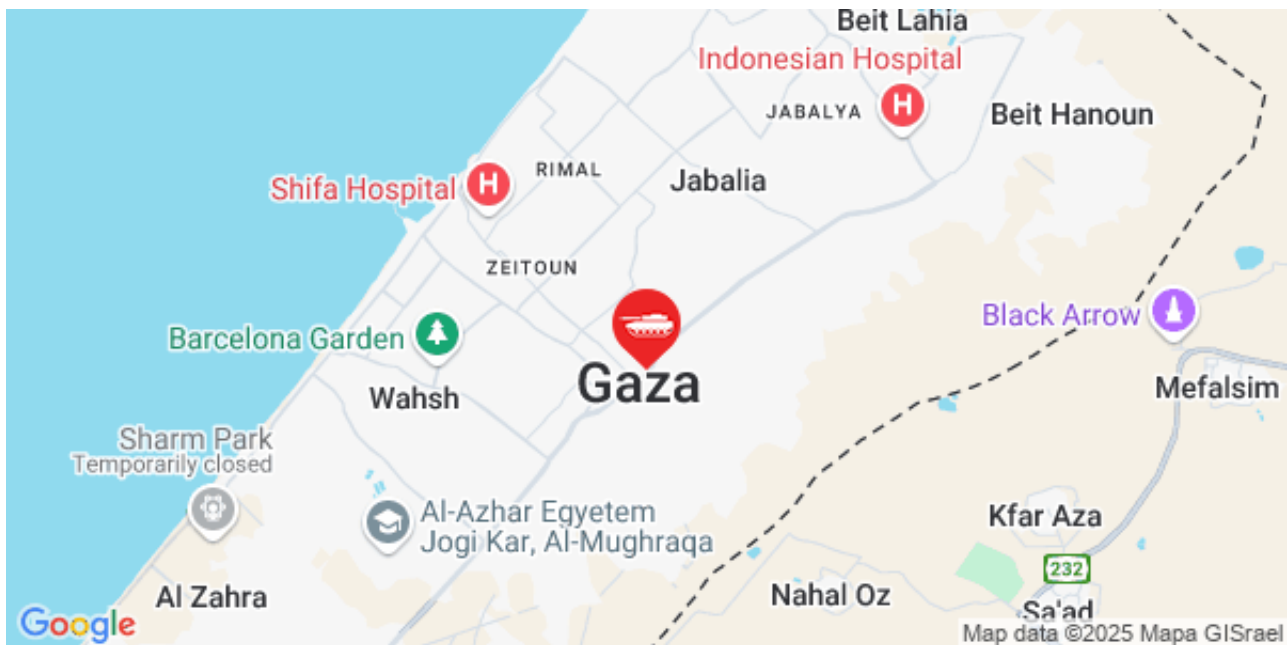 Beit Lahia
Indonesian Hospital
H
JABALYA
Beit Hanoun
RIMAL
Jabalia
Shifa Hospital
H
ZEITOUN
Black Arrow
Barcelona Garden
Gaza
Wahsh
Mefalsim
Sharm Park
Temporarily closed
Al-Azhar Egyetem
Jogi Kar, Al-Mughraqa
Kfar Aza
232
Al Zahra
Nahal Oz
Sa'ad
Google
Map data ©2025 Mapa GISrael